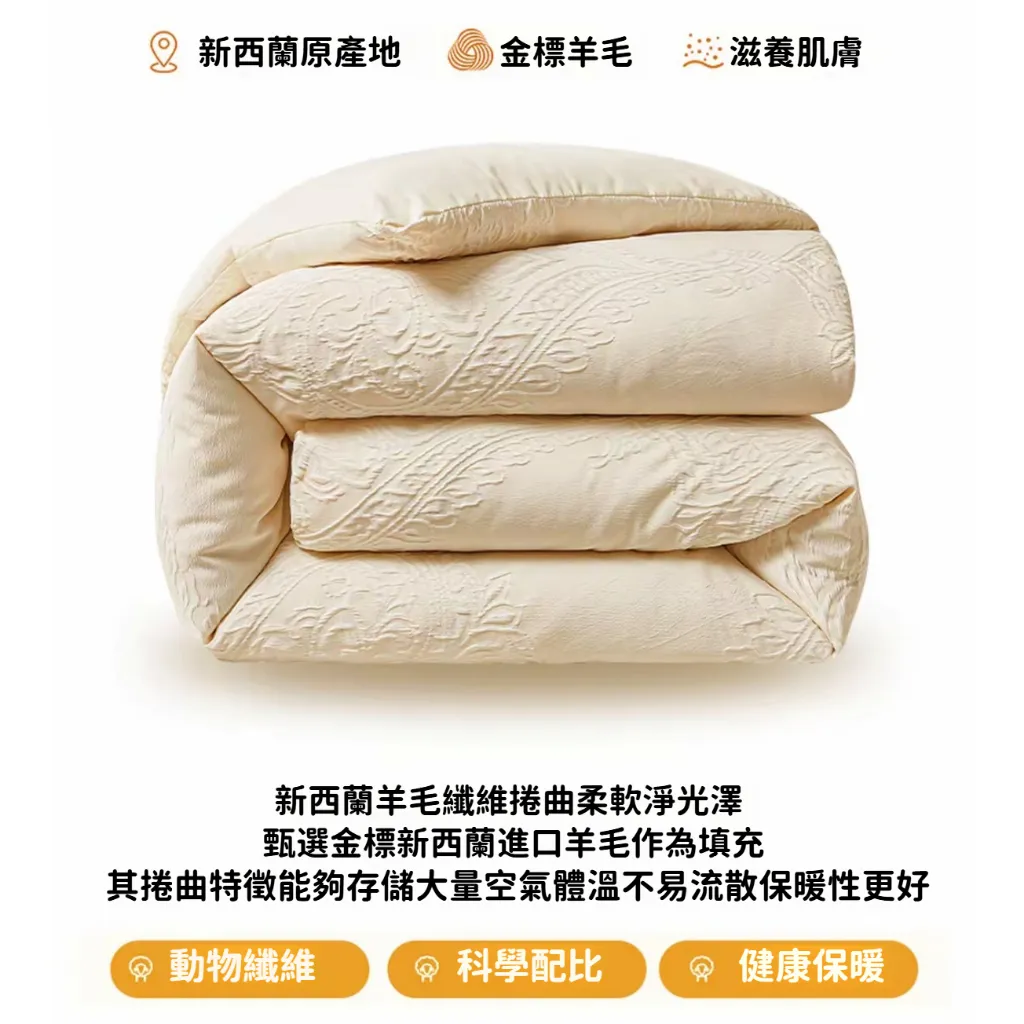 新西蘭原產地 金標羊毛 滋養肌膚
新西蘭羊毛纖維捲曲柔軟淨光澤
甄選金標新西蘭進口羊毛作為填充
其捲曲特徵能夠存儲大量空氣體溫不易流散保暖性更好
動物纖維 科學配比 健康保暖